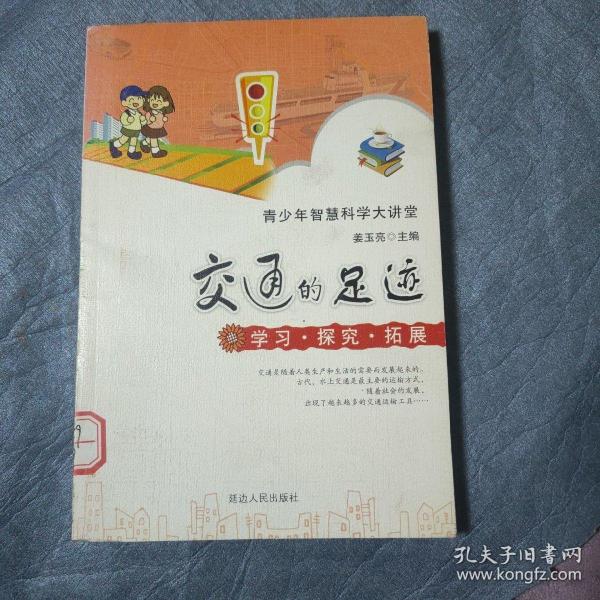 青少年智慧科学大讲堂
姜玉亮◎主编
交通的足迹
学习·探究·拓展
交通是随着人类生产和生活的需要而发展起来的。
古代，水上交通是最主要的运输方式，
随着社会的发展，
出现了越来越多的交通运输工具……
9
延边人民出版社
孔夫子旧书网
www.kongfz.com